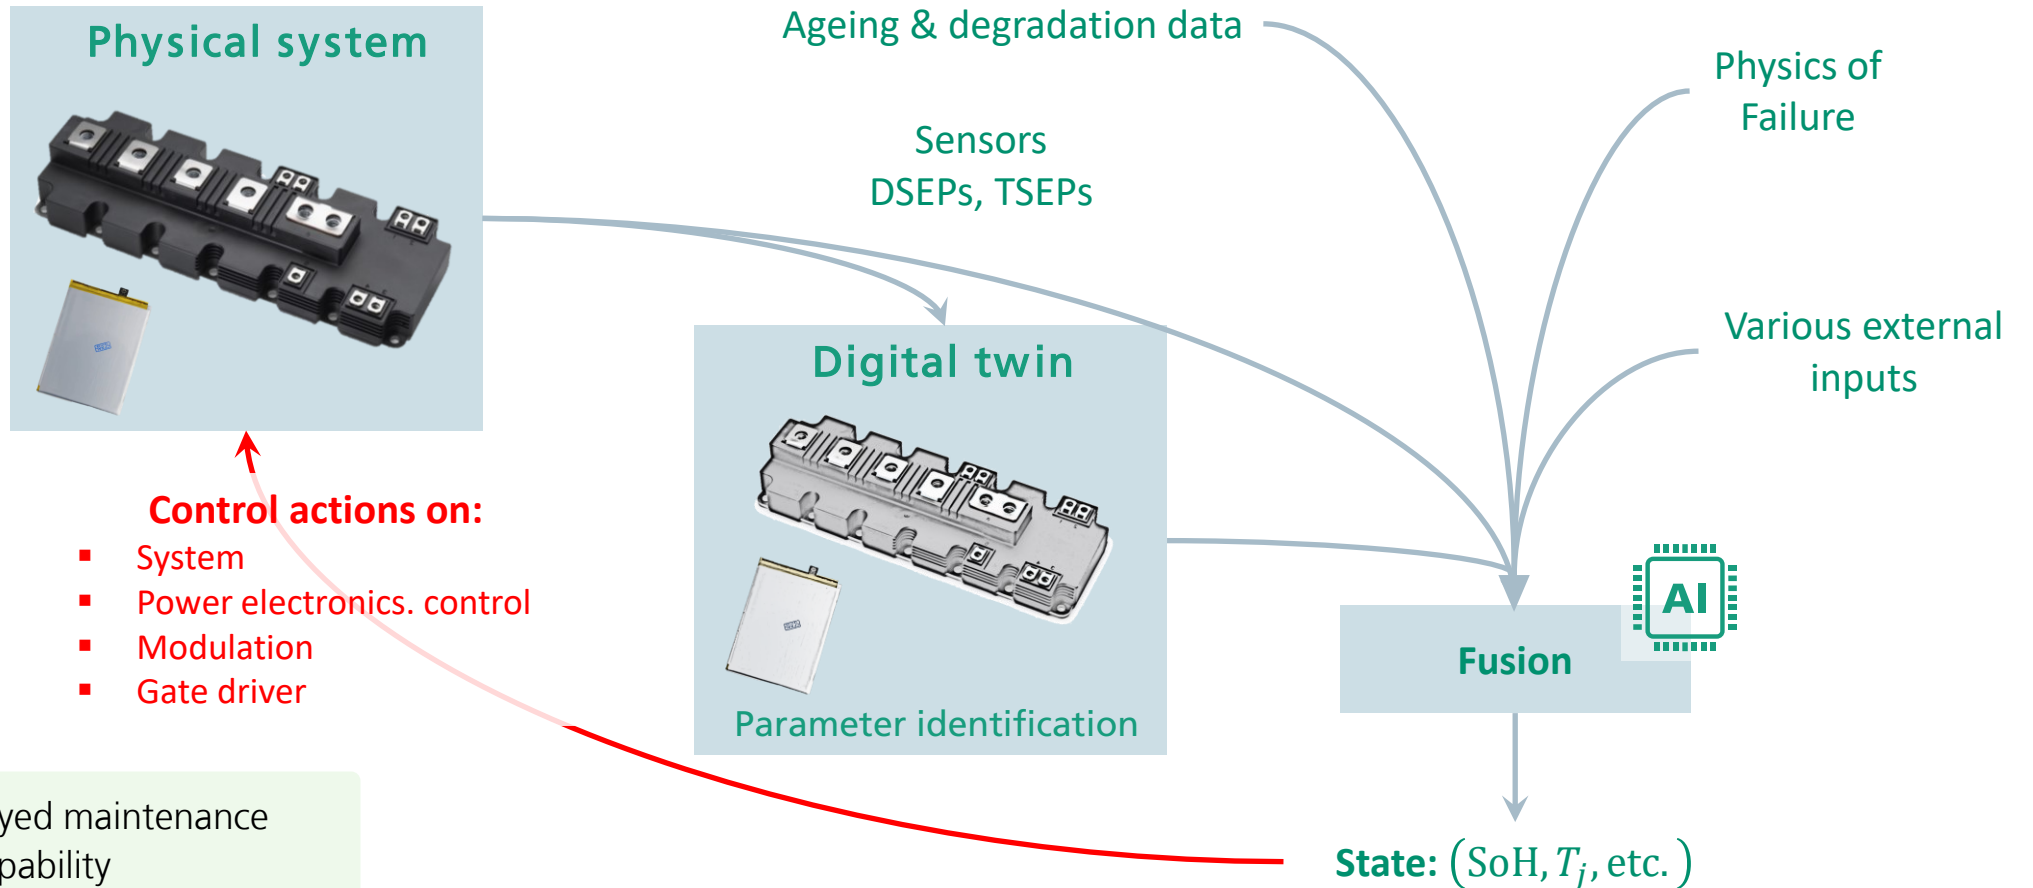 Physical system
Ageing & degradation data
Physics of
Failure
Sensors
DSEPs, TSEPs
Various external
inputs
Digital twin
Control actions on:
▪ System
▪ Power electronics. control
▪ Modulation
▪ Gate driver
AI
Fusion
Parameter identification
yed maintenance
pability
State: (SoH, T_j, etc. )